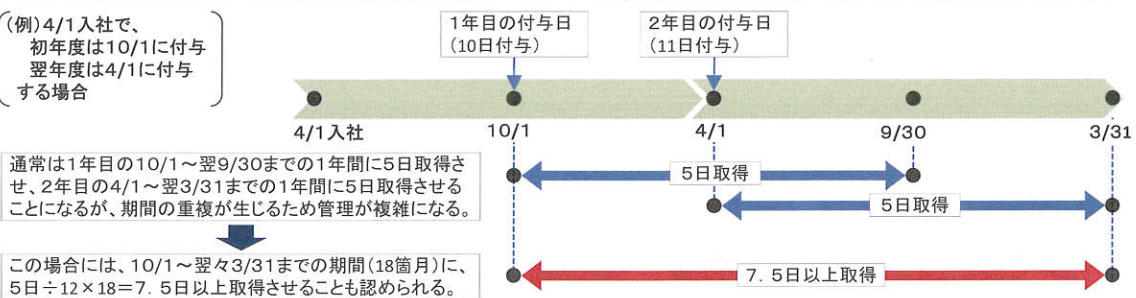 (例)4/1入社で、
初年度は10/1に付与
翌年度は4/1に付与
する場合
1年目の付与日
(10日付与)
2年目の付与日
(11日付与)
4/1入社
10/1
4/1
9/30
3/31
通常は1年目の10/1～翌9/30までの1年間に5日取得さ
せ、2年目の4/1～翌3/31までの1年間に5日取得させる
ことになるが、期間の重複が生じるため管理が複雑になる。
5日取得
5日取得
この場合には、10/1～翌々3/31までの期間(18箇月)に、
5日÷12×18＝7．5日以上取得させることも認められる。
7．5日以上取得